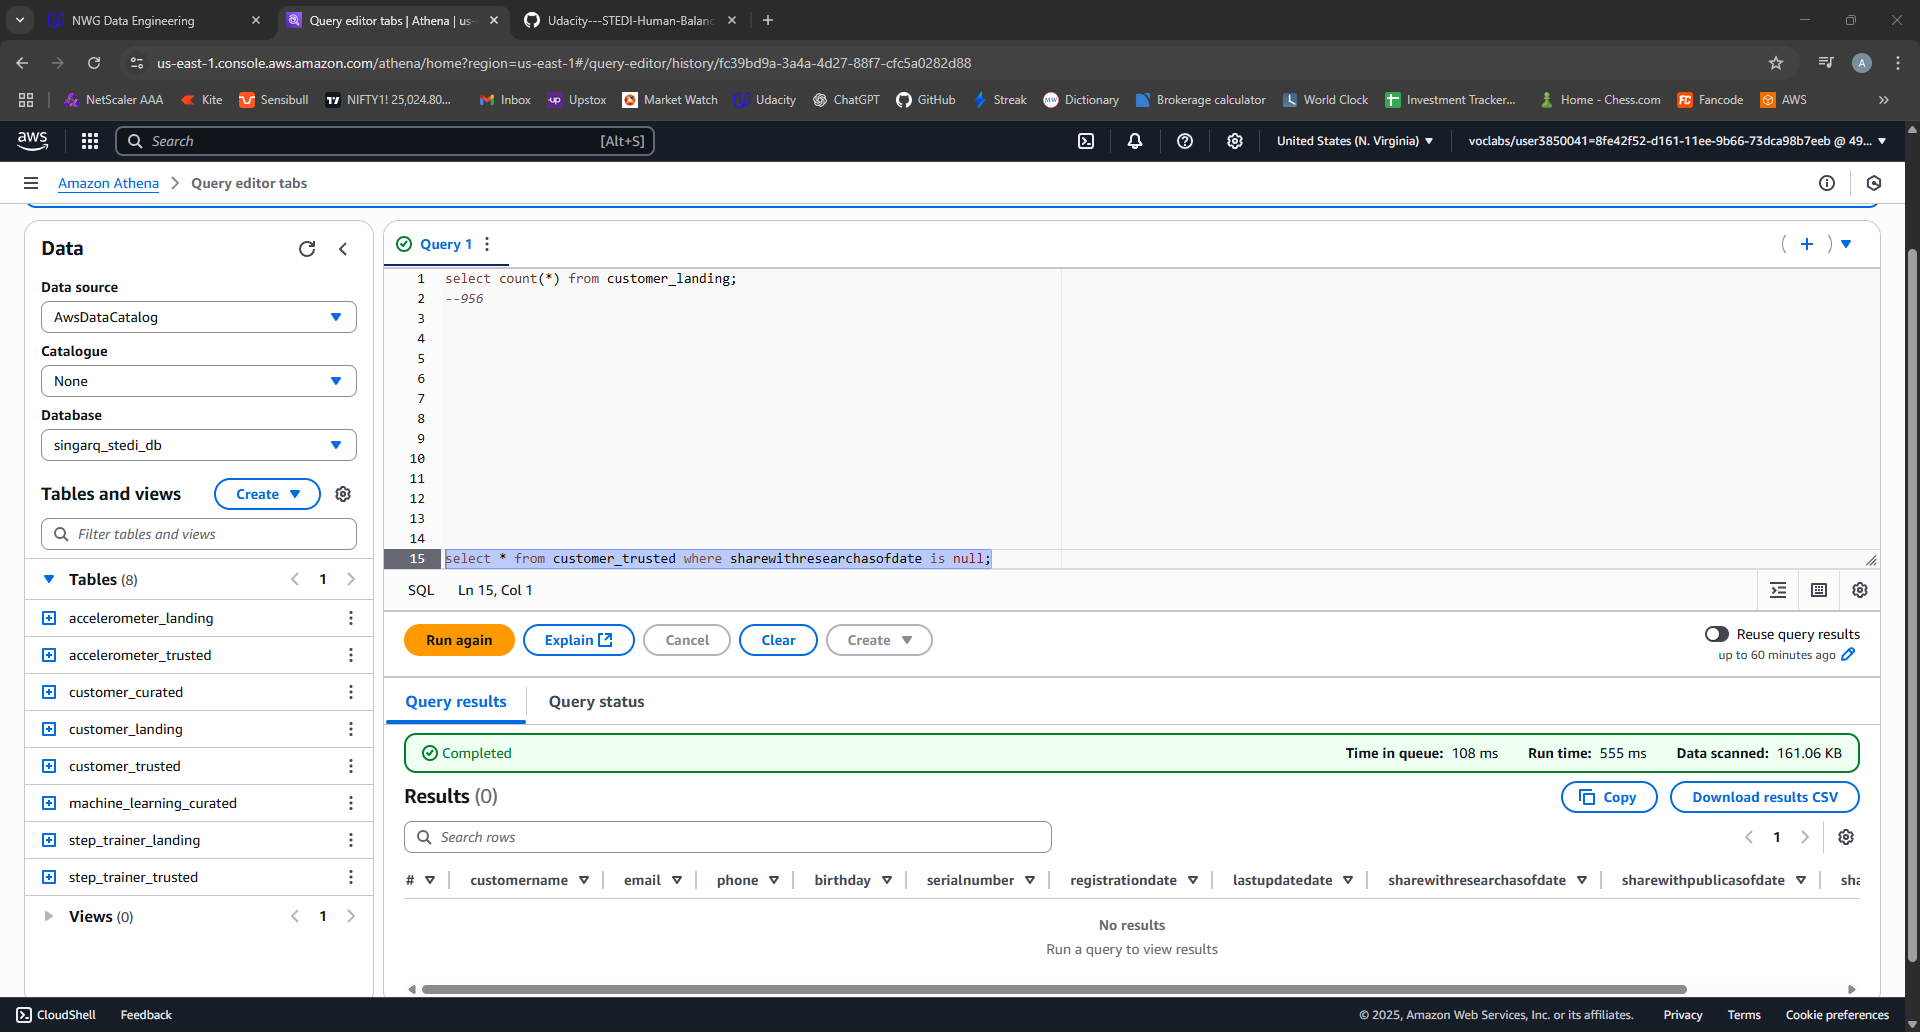 NWG Data Engineering
Query editor tabs | Athena | us-
Udacity---STEDI-Human-Balanc
us-east-1.console.aws.amazon.com/athena/home?region=us-east-1#/query-editor/history/fc39bd9a-3a4a-4d27-88f7-cfc5a0282d88
A
NetScaler AAA
Kite
Sensibull
NIFTY1! 25,024.80...
Inbox
up Upstox
Market Watch
Udacity
ChatGPT
GitHub
Streak
MW Dictionary
Brokerage calculator
World Clock
Investment Tracker...
Home - Chess.com
FC Fancode
AWS
aws
Search
[Alt+S]
United States (N. Virginia)
voclabs/user3850041=8fe42f52-d161-11ee-9b66-73dca98b7eeb @ 49...
Amazon Athena
Query editor tabs
Data
Data source
AwsDataCatalog
Catalogue
None
Database
singarq_stedi_db
Tables and views
Create
Filter tables and views
Tables (8)
1
accelerometer_landing
accelerometer_trusted
customer_curated
customer_landing
customer_trusted
machine_learning_curated
step_trainer_landing
step_trainer_trusted
Views (0)
1
Query 1
1 select count(*) from customer_landing;
2 --956
3
4
5
6
7
8
9
10
11
12
13
14
15 select * from customer_trusted where sharewithresearchasofdate is null;
SQL
Ln 15, Col 1
Run again
Explain
Cancel
Clear
Create
Reuse query results
up to 60 minutes ago
Query results
Query status
Completed
Time in queue: 108 ms
Run time: 555 ms
Data scanned: 161.06 KB
Results (0)
Copy
Download results CSV
Search rows
1
#
customername
email
phone
birthday
serialnumber
registrationdate
lastupdatedate
sharewithresearchasofdate
sharewithpublicasofdate
sha
No results
Run a query to view results
CloudShell
Feedback
© 2025, Amazon Web Services, Inc. or its affiliates.
Privacy
Terms
Cookie preferences